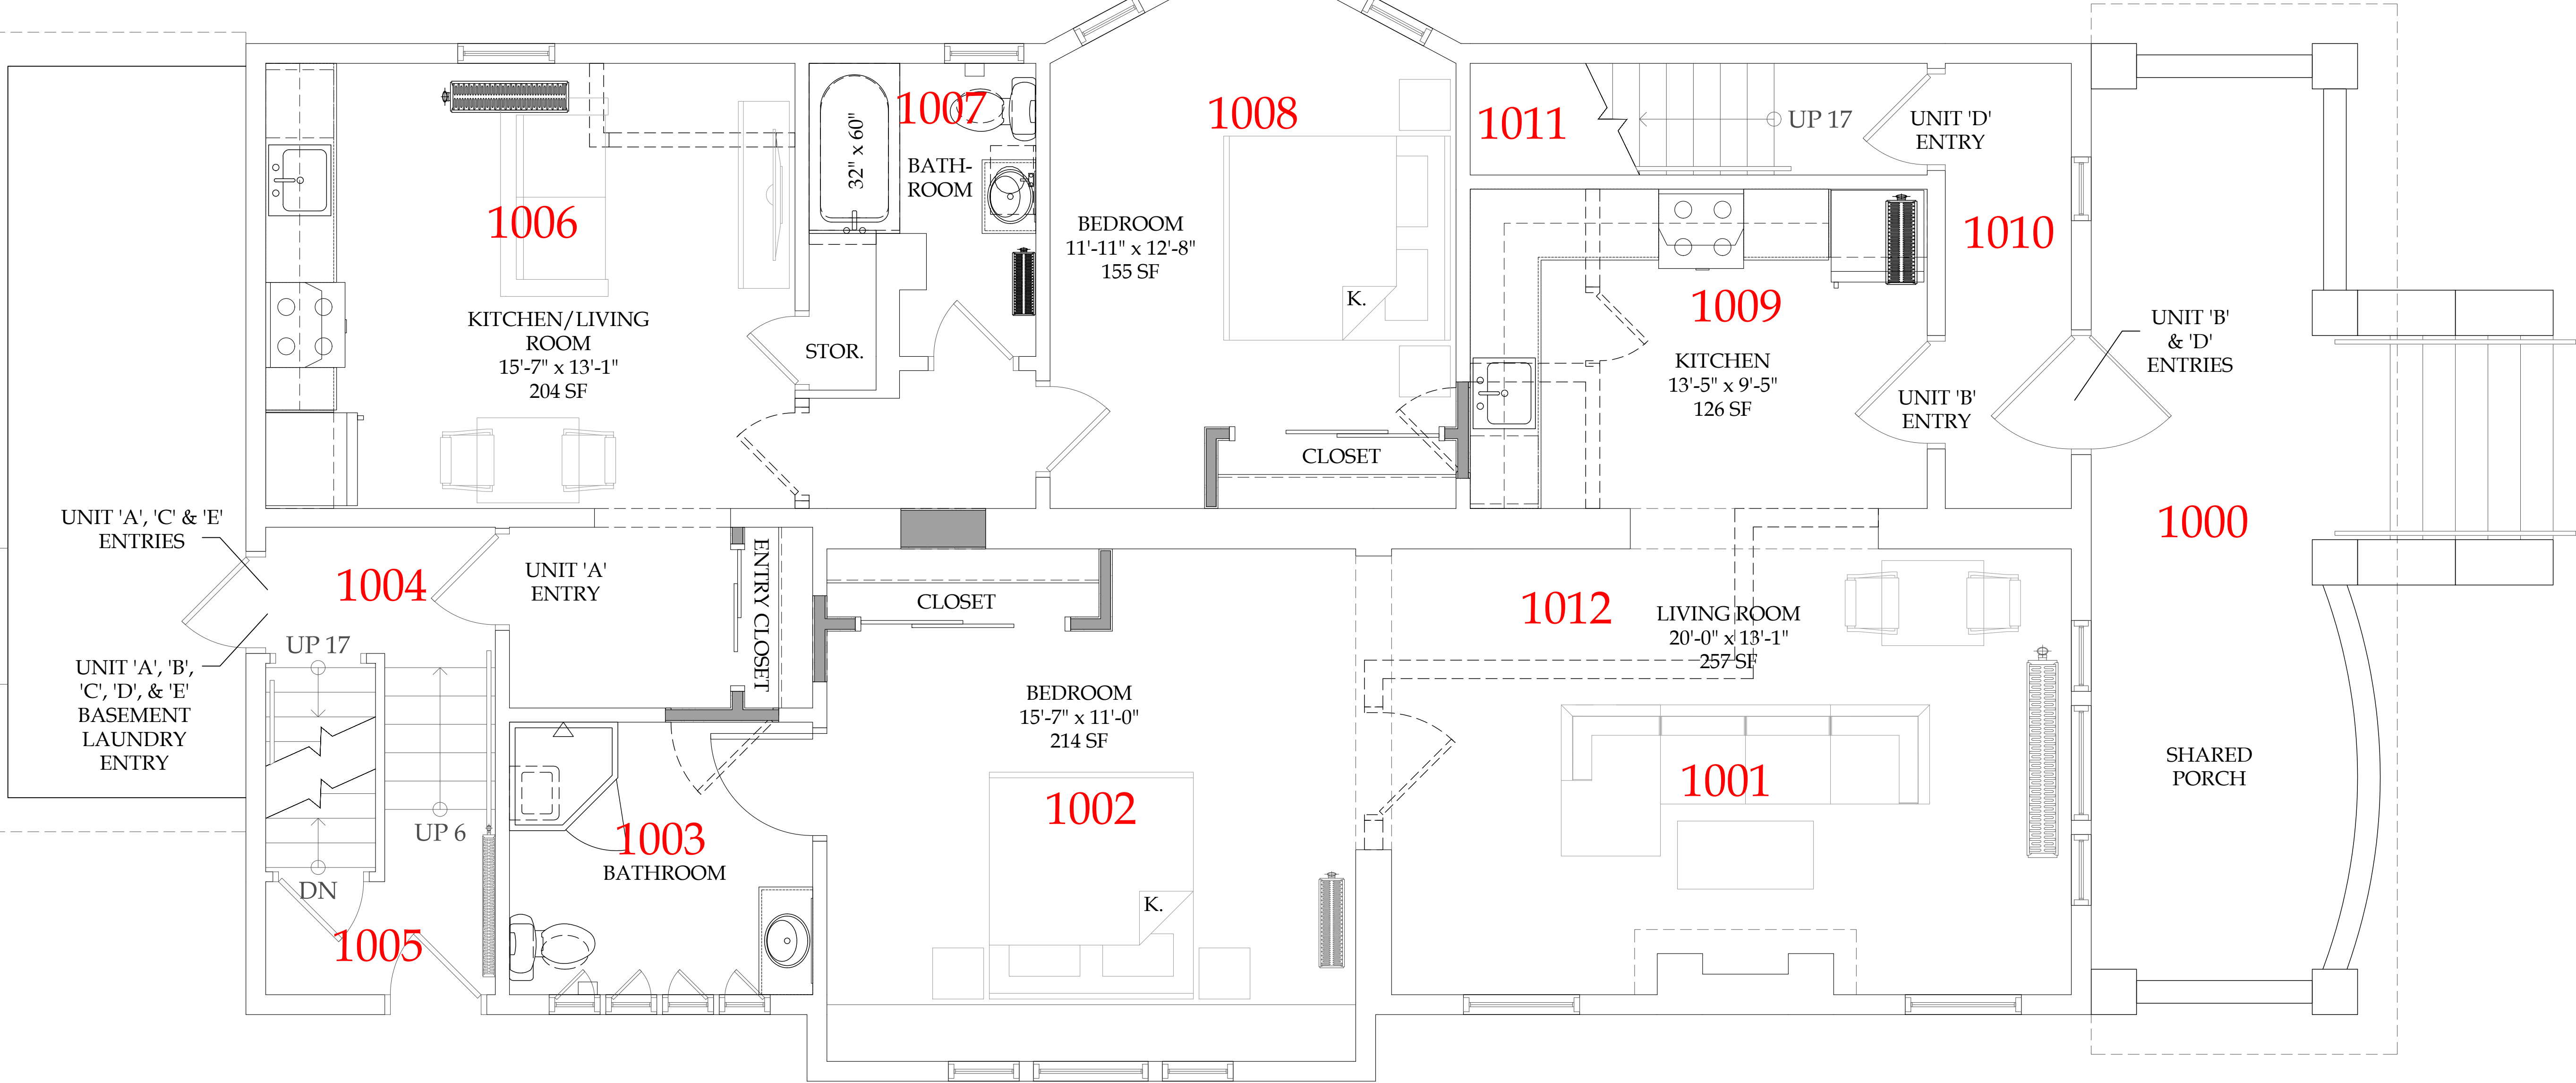 1006
KITCHEN/LIVING
ROOM
15'-7" x 13'-1"
204 SF
32" x 60"
1007
BATH-
ROOM
STOR.
1008
BEDROOM
11'-11" x 12'-8"
155 SF
K.
CLOSET
1011
UP 17
UNIT 'D'
ENTRY
1010
1009
KITCHEN
13'-5" x 9'-5"
126 SF
UNIT 'B'
ENTRY
UNIT 'B'
& 'D'
ENTRIES
1000
SHARED
PORCH
UNIT 'A', 'C' & 'E'
ENTRIES
1004
UNIT 'A'
ENTRY
ENTRY CLOSET
UP 17
UNIT 'A', 'B',
'C', 'D', & 'E'
BASEMENT
LAUNDRY
ENTRY
UP 6
DN
1005
1003
BATHROOM
CLOSET
BEDROOM
15'-7" x 11'-0"
214 SF
1002
K.
1012
LIVING ROOM
20'-0" x 13'-1"
257 SF
1001